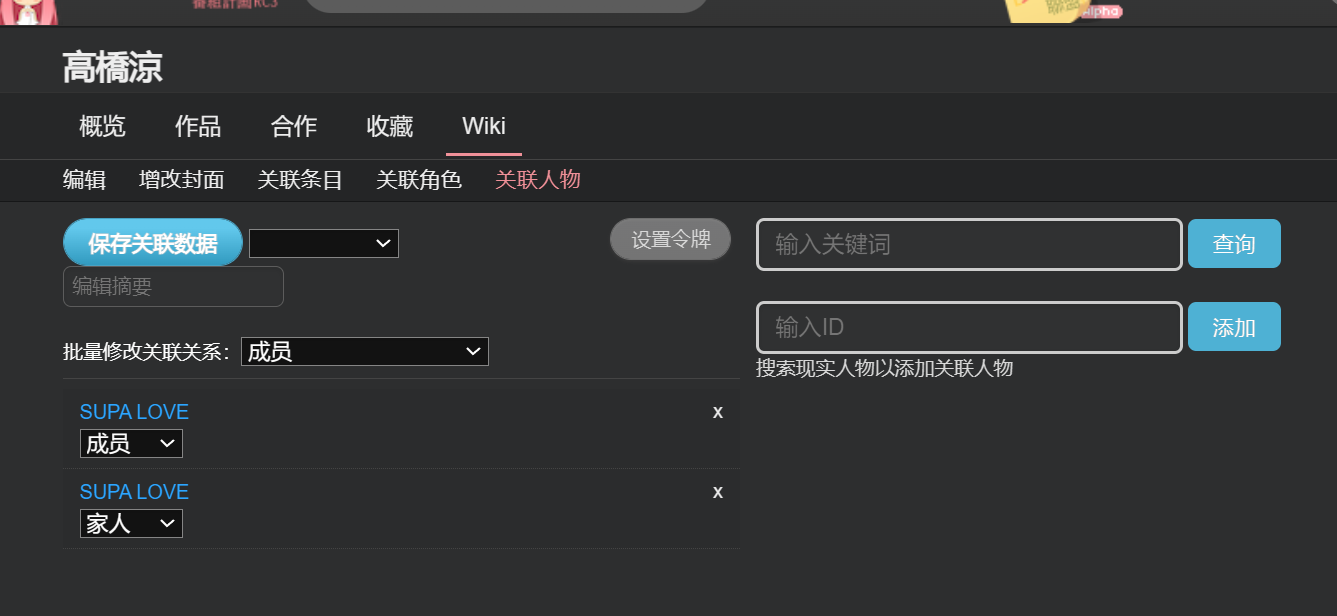 番組計画RC3
Alpha
高橋涼
概览 作品 合作 收藏 Wiki
编辑 增改封面 关联条目 关联角色 关联人物
保存关联数据 设置令牌 输入关键词 查询
编辑摘要
输入ID 添加
批量修改关联关系: 成员
搜索现实人物以添加关联人物
SUPA LOVE x
成员
SUPA LOVE x
家人